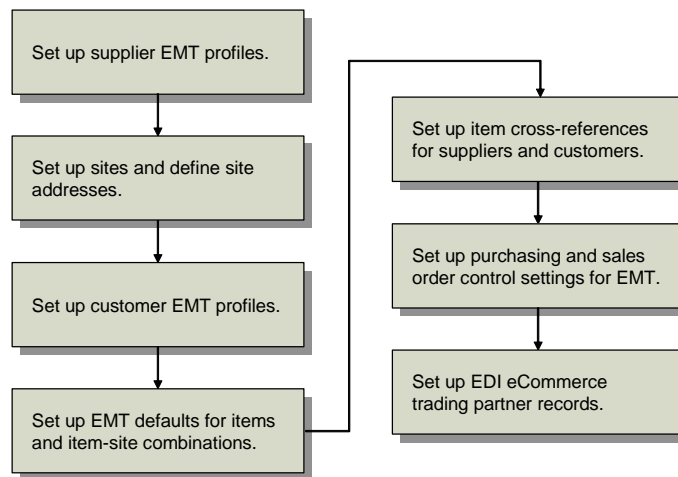 Set up supplier EMT profiles.
Set up sites and define site
addresses.
Set up customer EMT profiles.
Set up EMT defaults for items
and item-site combinations.
Set up item cross-references
for suppliers and customers.
Set up purchasing and sales
order control settings for EMT.
Set up EDI eCommerce
trading partner records.